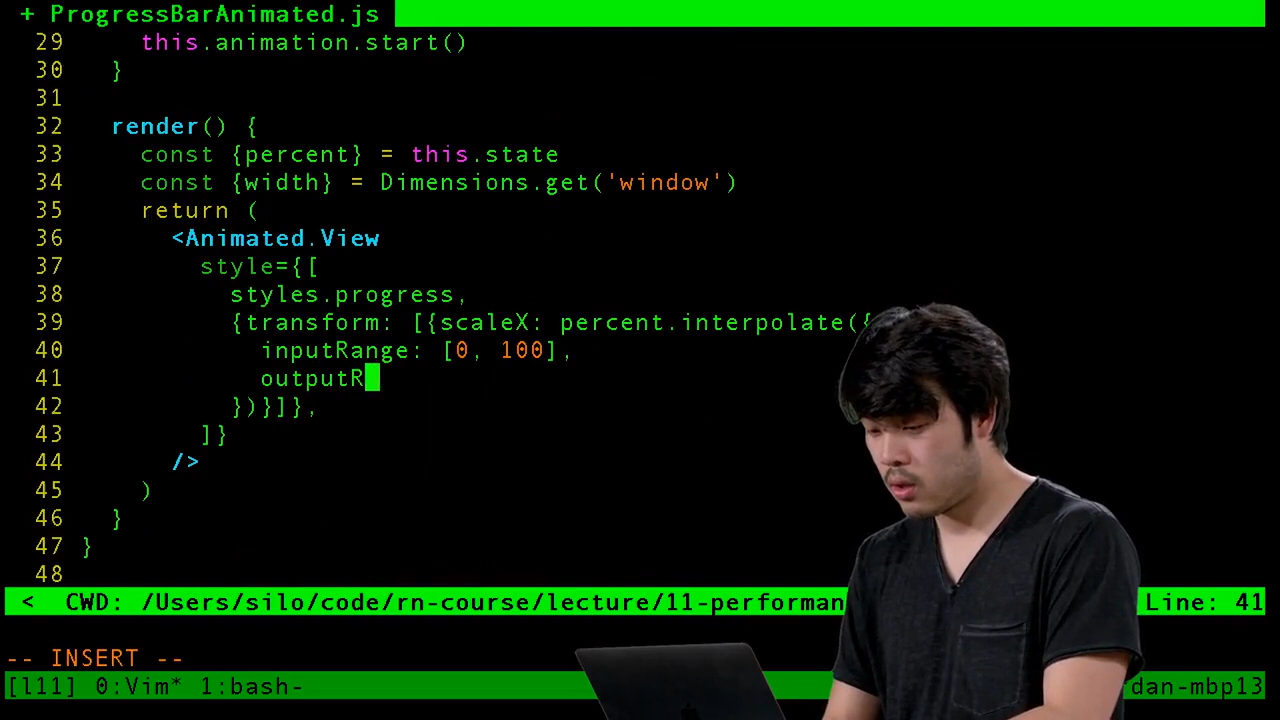 + ProgressBarAnimated.js
29 this.animation.start()
30 }
31
32 render() {
33 const {percent} = this.state
34 const {width} = Dimensions.get('window')
35 return (
36 <Animated.View
37 style={[
38 styles.progress,
39 {transform: [{scaleX: percent.interpolate({
40 inputRange: [0, 100],
41 outputR
42 })}]},
43 ]}
44 />
45 )
46 }
47 }
48
< CWD: /Users/silo/code/rn-course/lecture/11-performan Line: 41
-- INSERT --
[l11] 0:Vim* 1:bash- dan-mbp13